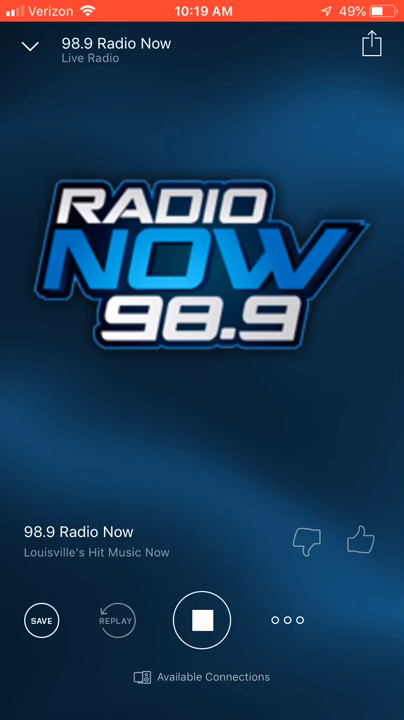 Verizon 10:19 AM 49%
98.9 Radio Now
Live Radio
RADIO
NOW
98.9
98.9 Radio Now
Louisville's Hit Music Now
SAVE REPLAY
Available Connections